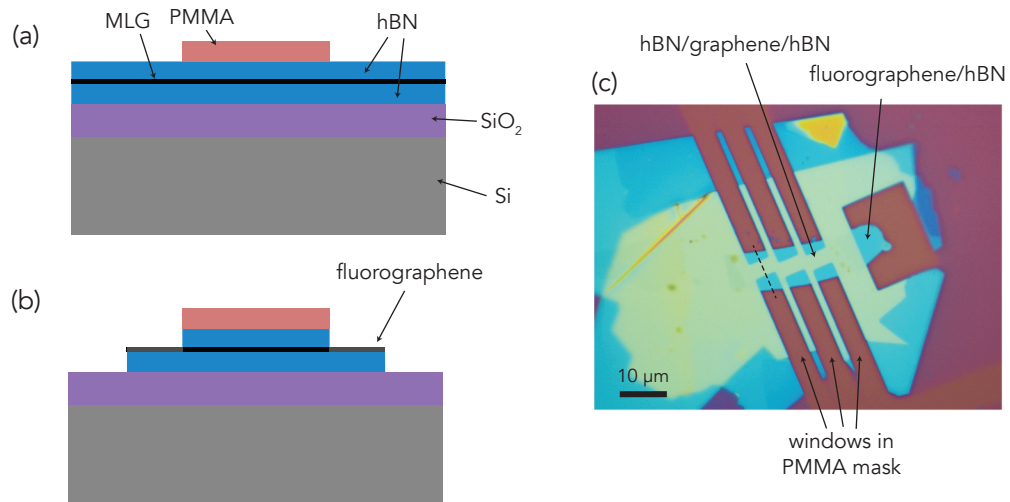 (a)
MLG
PMMA
hBN
SiO₂
Si
(b)
fluorographene
(c)
hBN/graphene/hBN
fluorographene/hBN
10 µm
windows in
PMMA mask